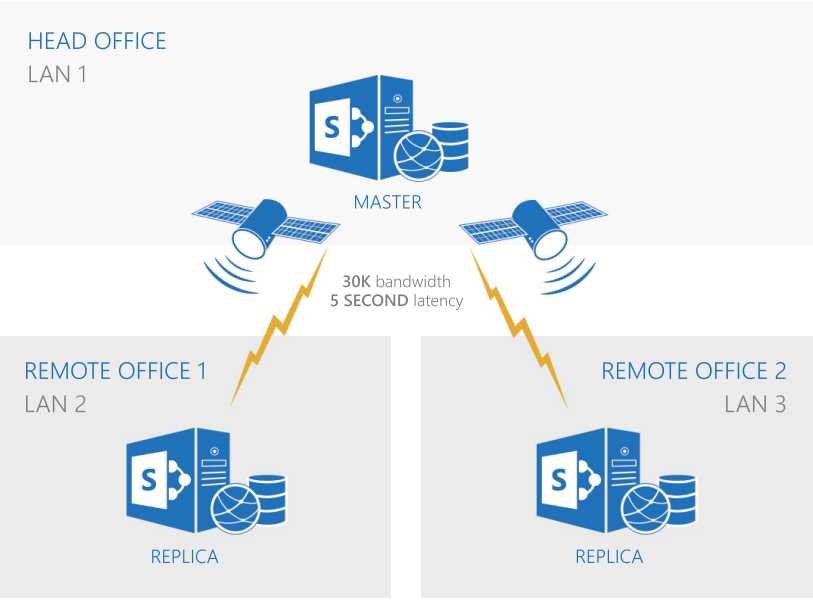 HEAD OFFICE
LAN 1
S
MASTER
30K bandwidth
5 SECOND latency
REMOTE OFFICE 1
LAN 2
S
REPLICA
REMOTE OFFICE 2
LAN 3
S
REPLICA